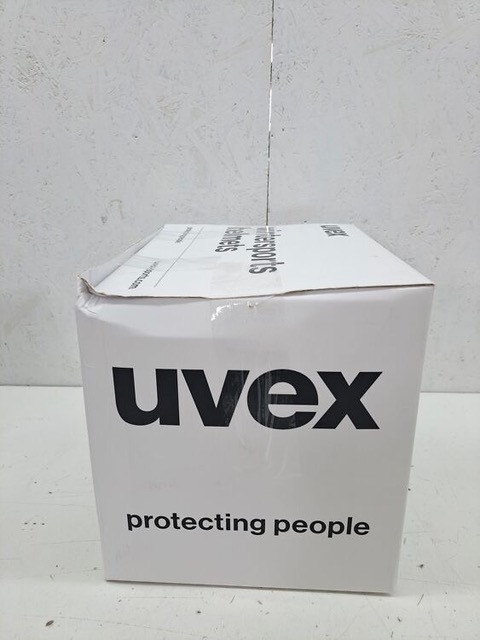 uvex
wintersports
helmets
uvex
protecting people